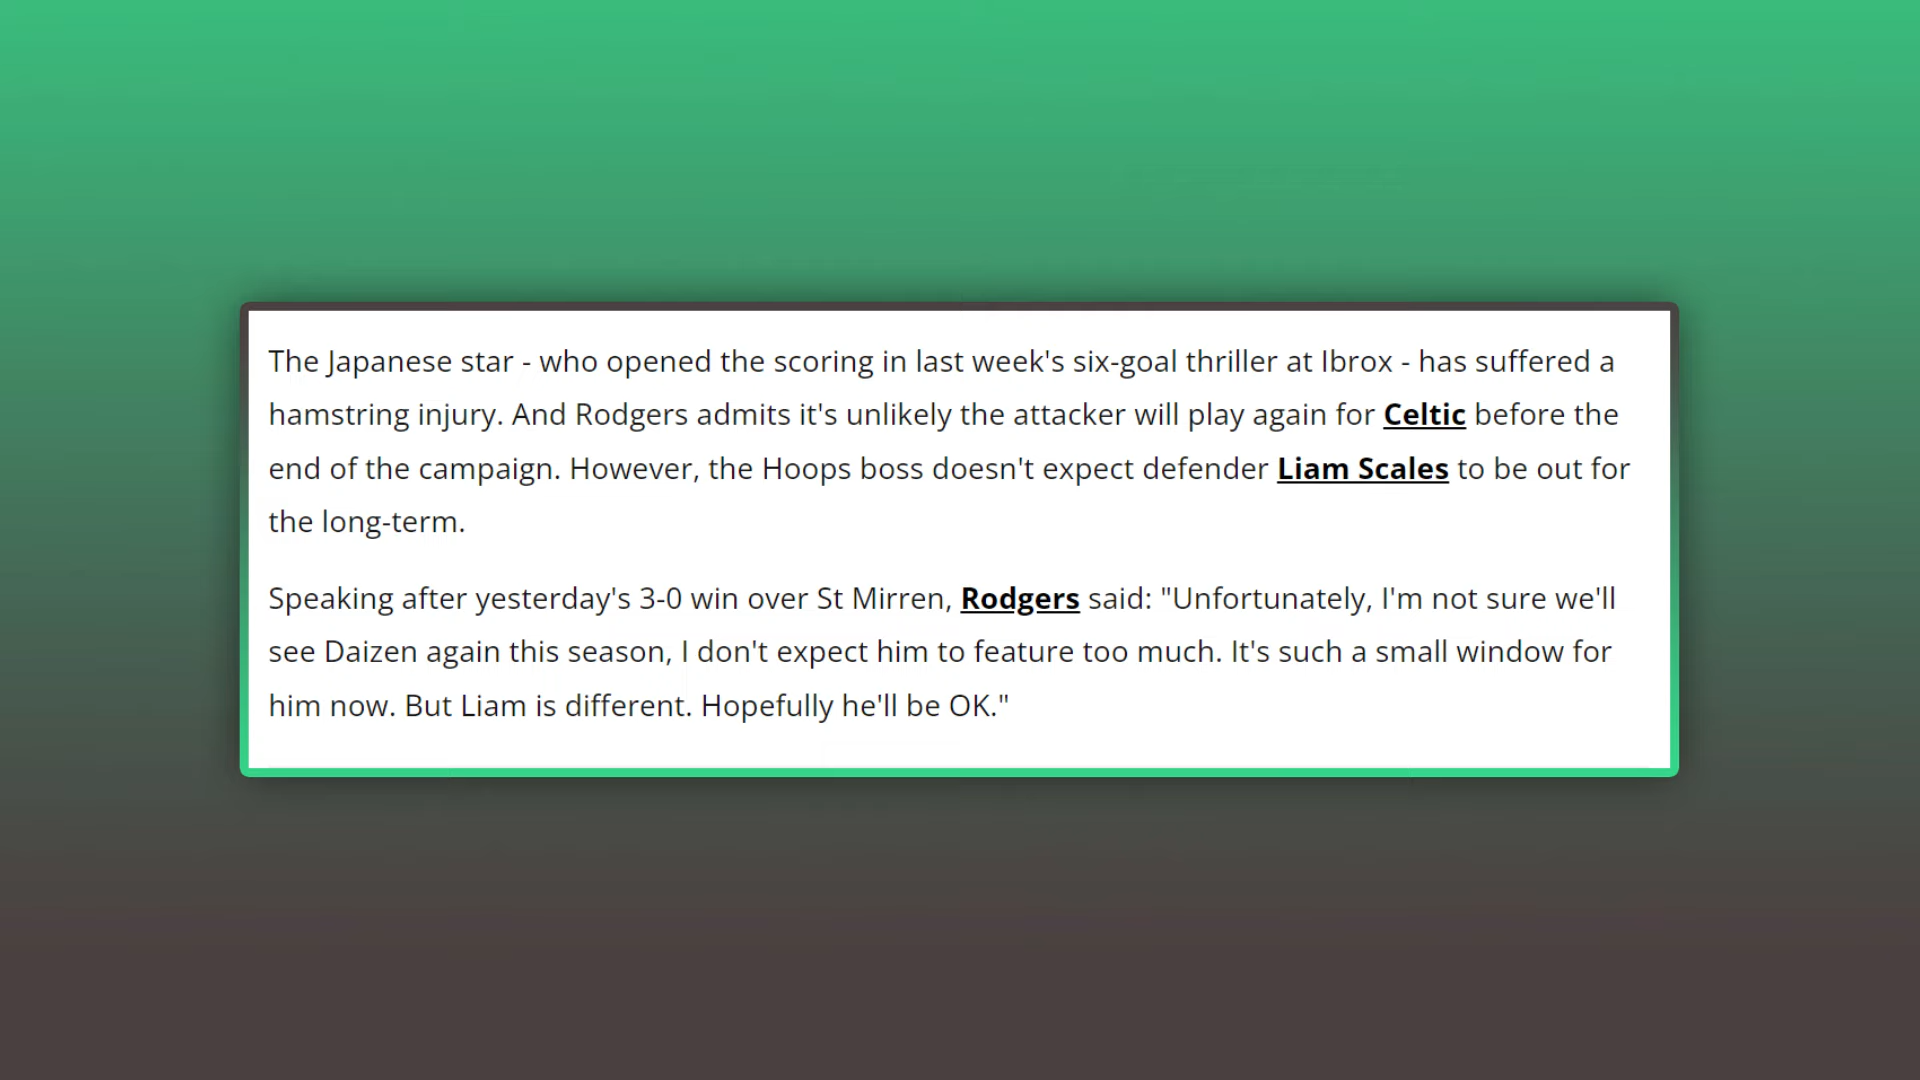 The Japanese star - who opened the scoring in last week's six-goal thriller at Ibrox - has suffered a
hamstring injury. And Rodgers admits it's unlikely the attacker will play again for Celtic before the
end of the campaign. However, the Hoops boss doesn't expect defender Liam Scales to be out for
the long-term.
Speaking after yesterday's 3-0 win over St Mirren, Rodgers said: "Unfortunately, I'm not sure we'll
see Daizen again this season, I don't expect him to feature too much. It's such a small window for
him now. But Liam is different. Hopefully he'll be OK."